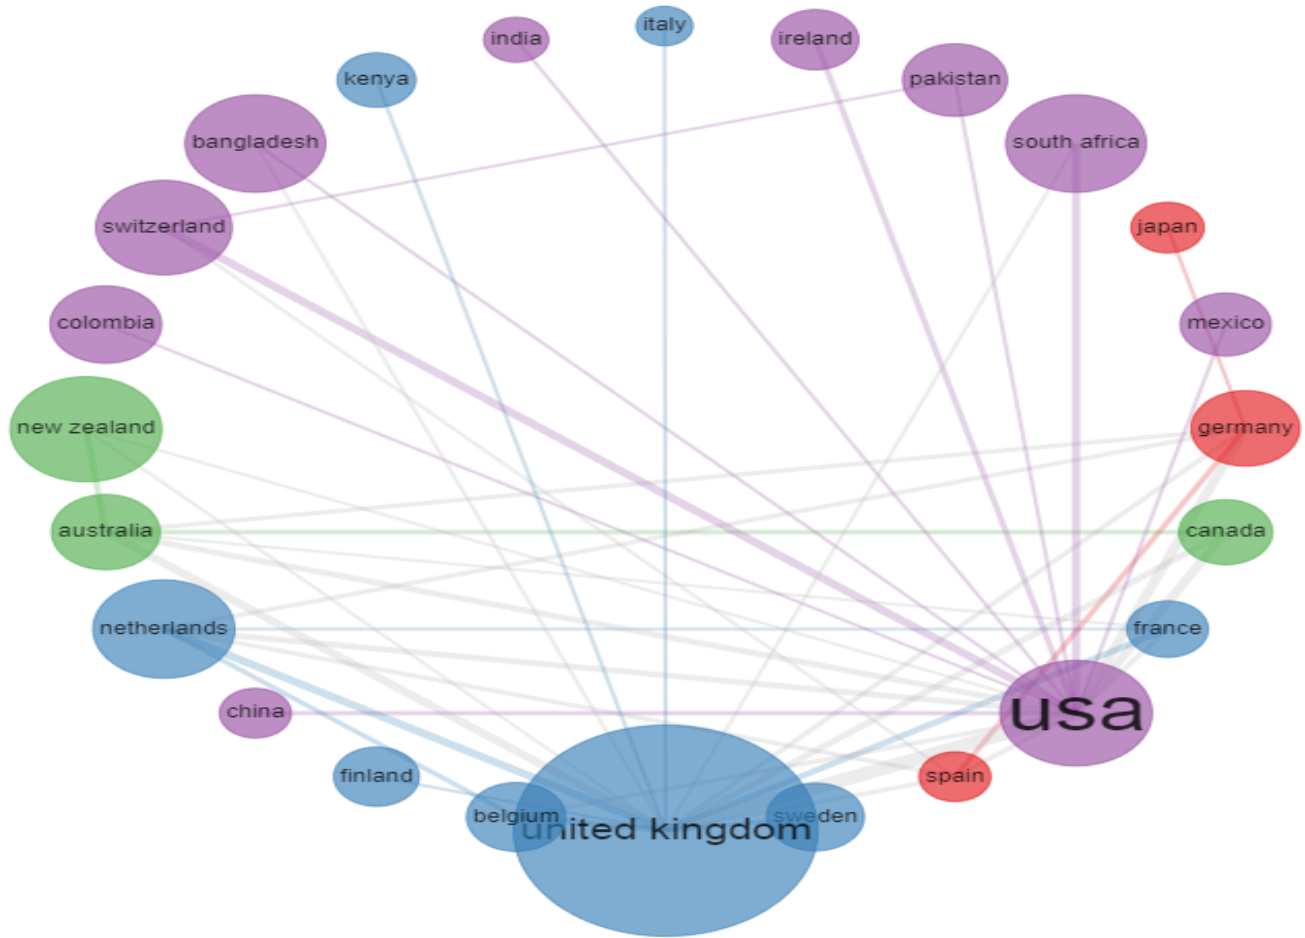 italy
india
ireland
kenya
pakistan
bangladesh
south africa
switzerland
japan
colombia
mexico
new zealand
germany
australia
canada
netherlands
france
china
usa
finland
spain
belgium
sweden
united kingdom